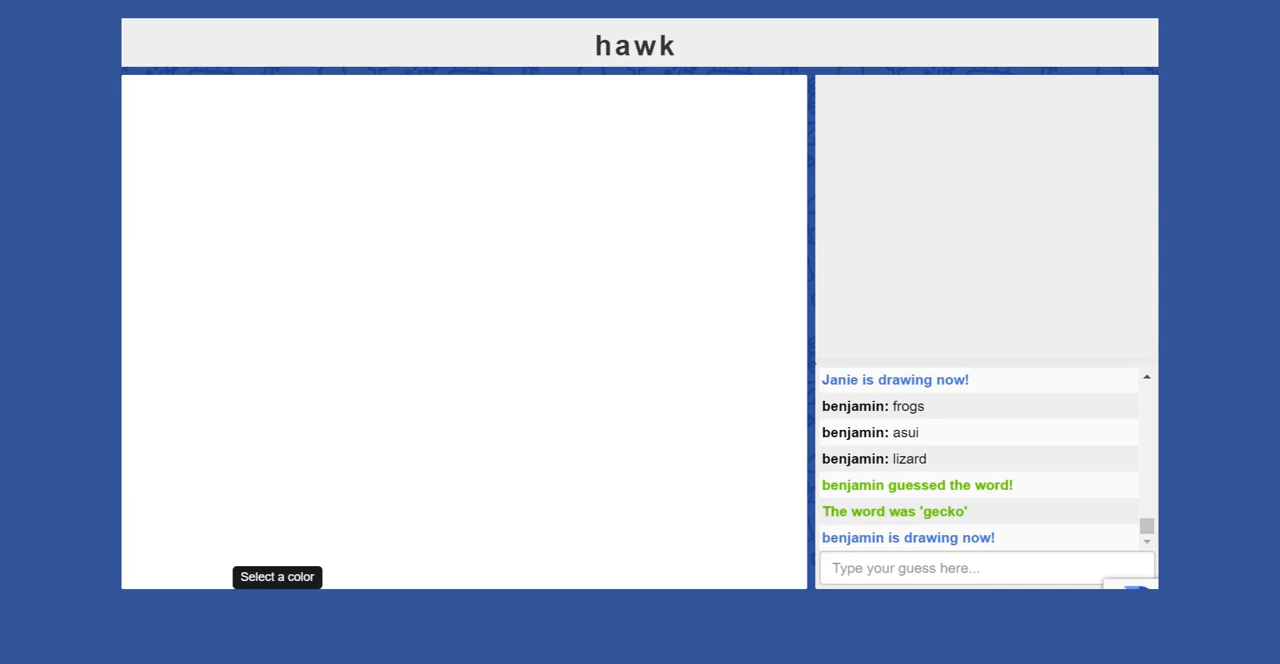 hawk
Janie is drawing now!
benjamin: frogs
benjamin: asui
benjamin: lizard
benjamin guessed the word!
The word was 'gecko'
benjamin is drawing now!
Type your guess here...
Select a color